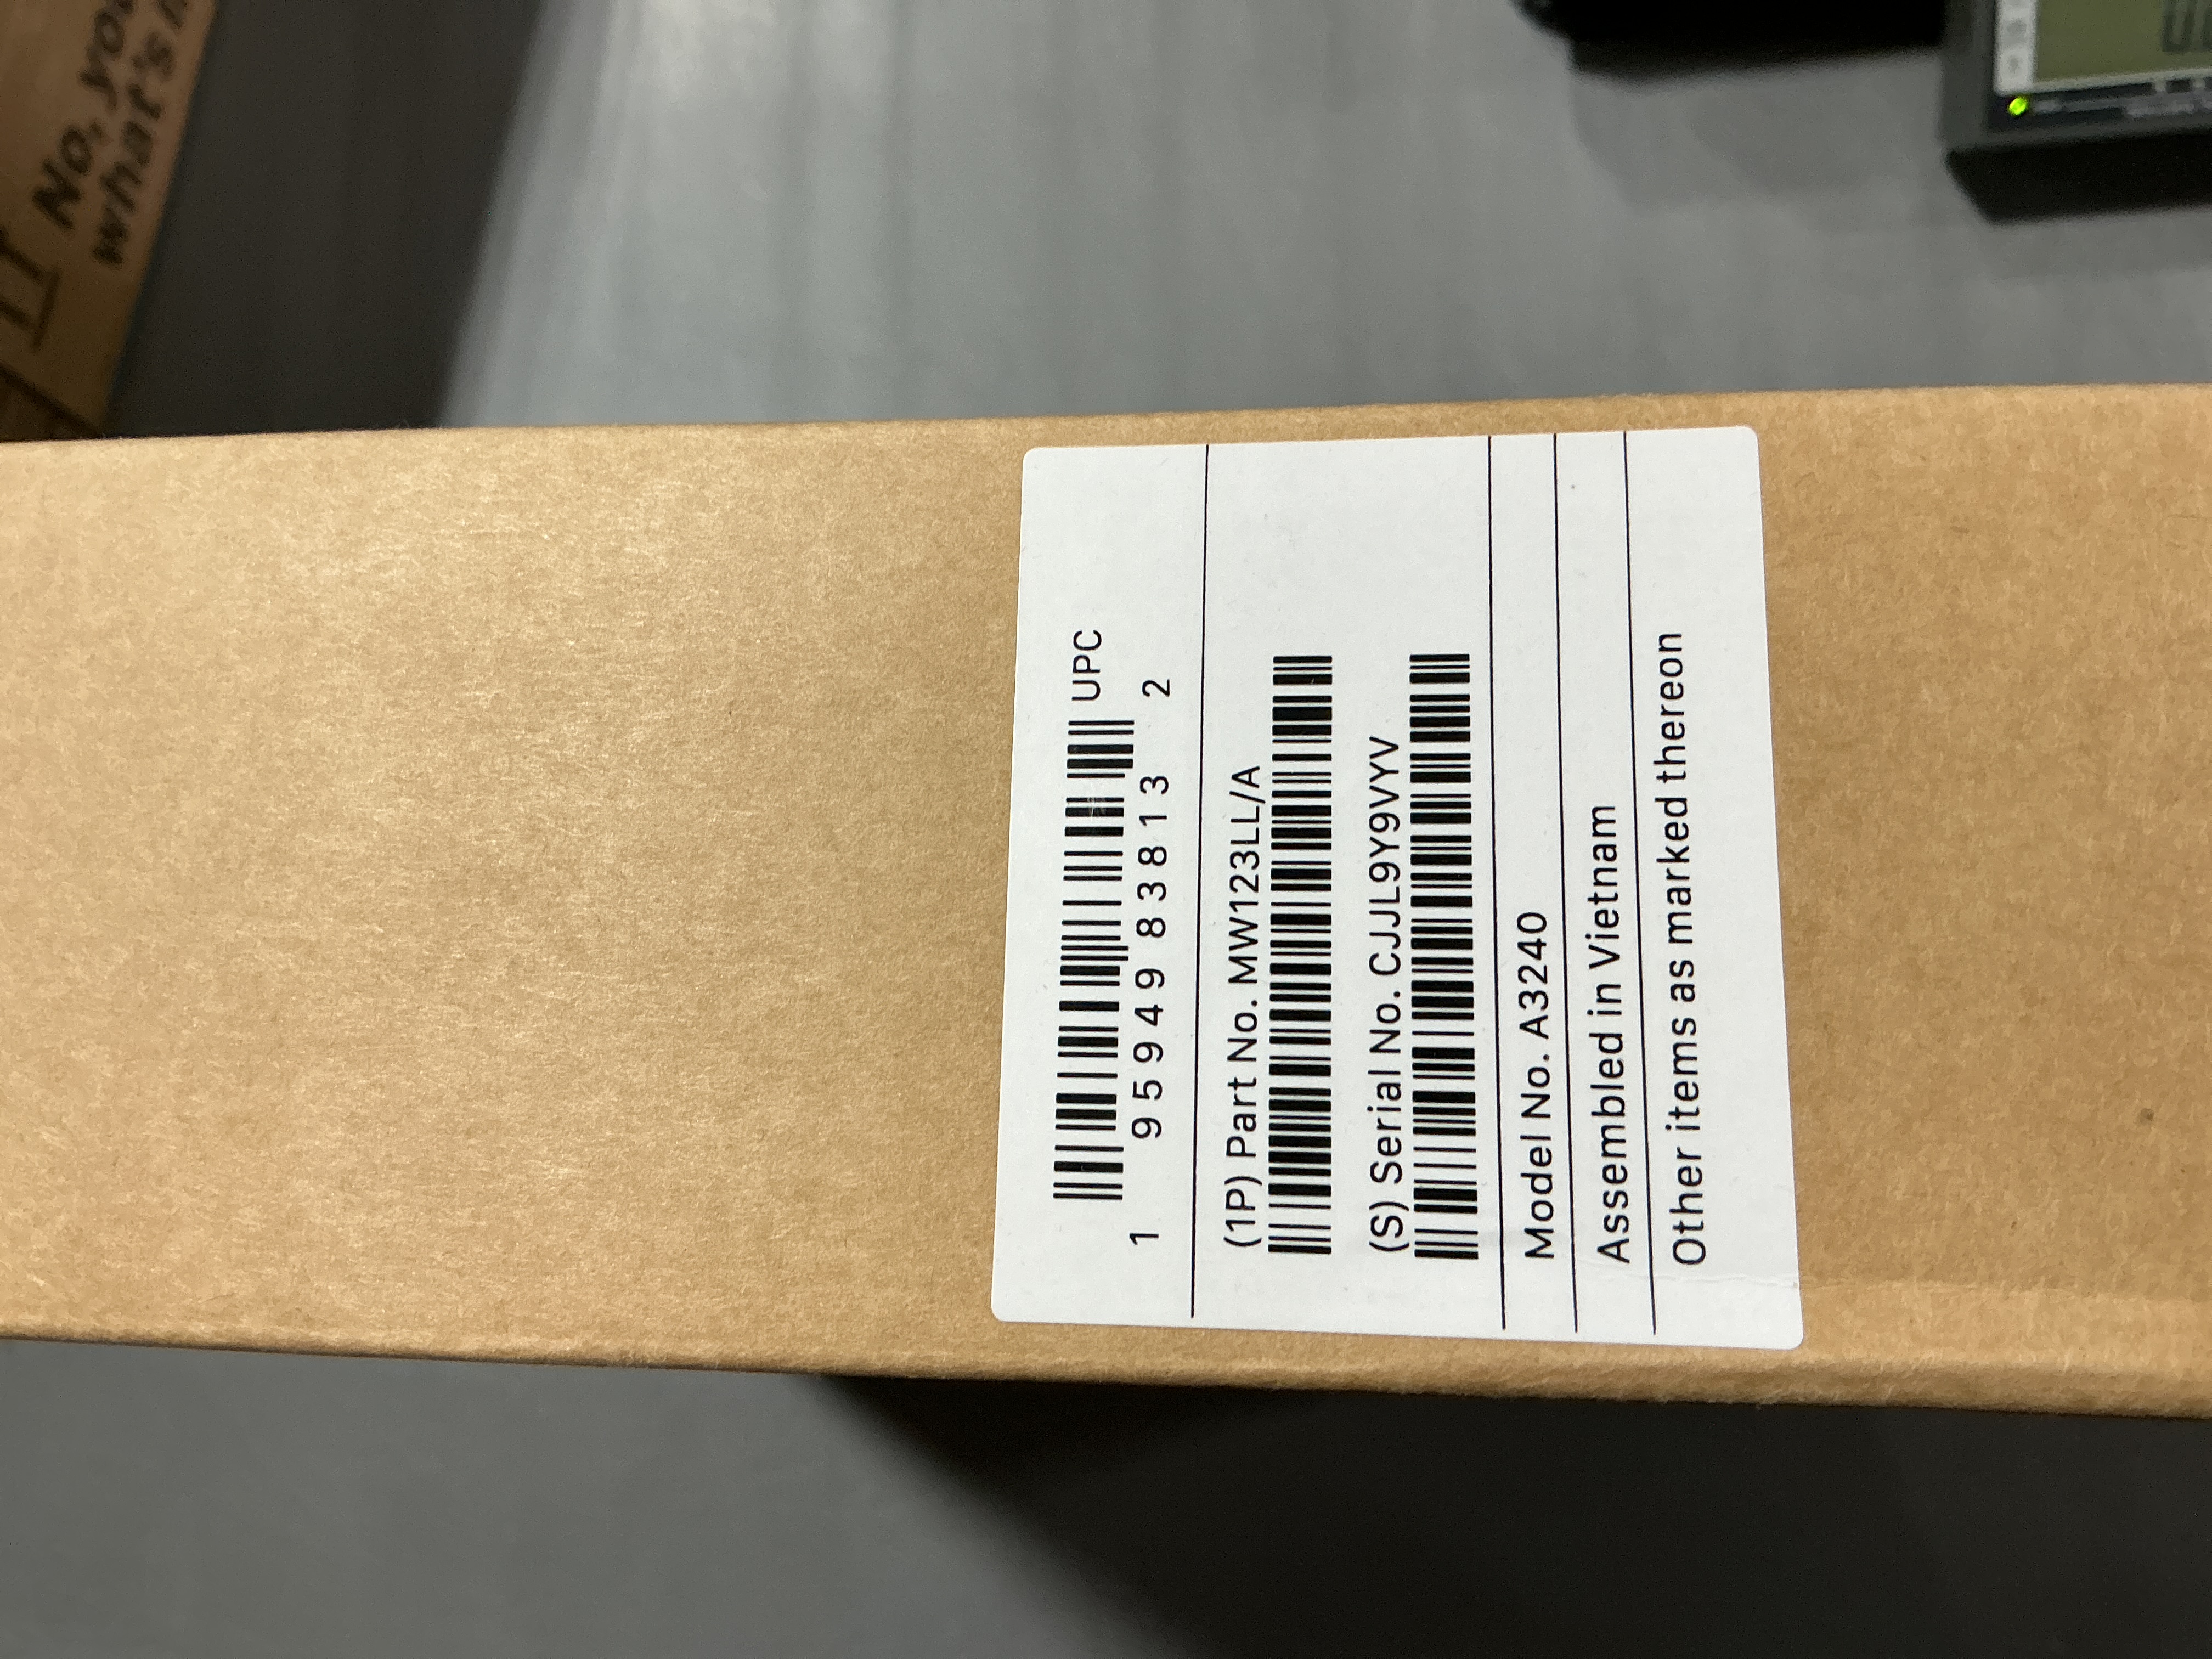 No, you
what's i
UPC
1 95949 83813 2
(1P) Part No. MW123LL/A
(S) Serial No. CJJL9Y9VYV
Model No. A3240
Assembled in Vietnam
Other items as marked thereon